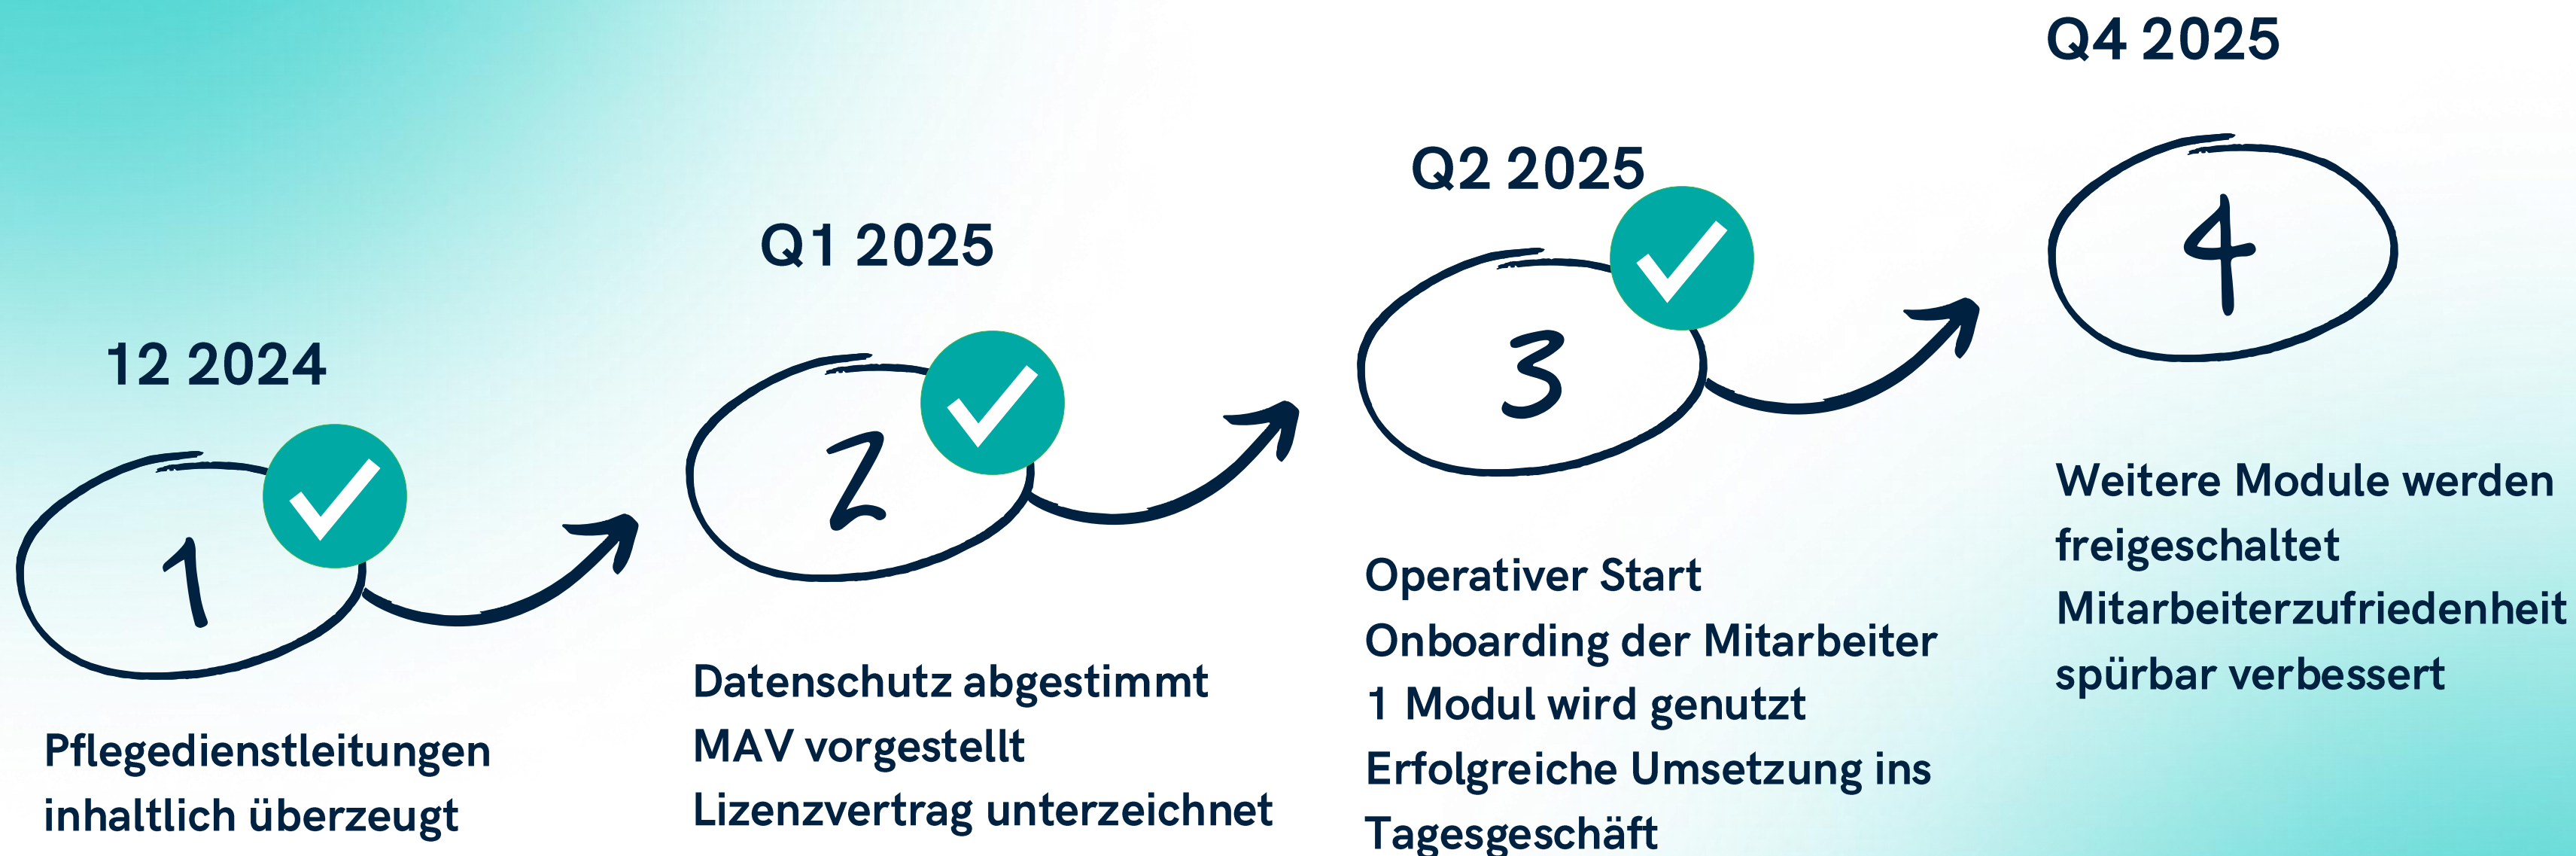 12 2024
1
Pflegedienstleitungen
inhaltlich überzeugt
Q1 2025
2
Datenschutz abgestimmt
MAV vorgestellt
Lizenzvertrag unterzeichnet
Q2 2025
3
Operativer Start
Onboarding der Mitarbeiter
1 Modul wird genutzt
Erfolgreiche Umsetzung ins
Tagesgeschäft
Q4 2025
4
Weitere Module werden
freigeschaltet
Mitarbeiterzufriedenheit
spürbar verbessert